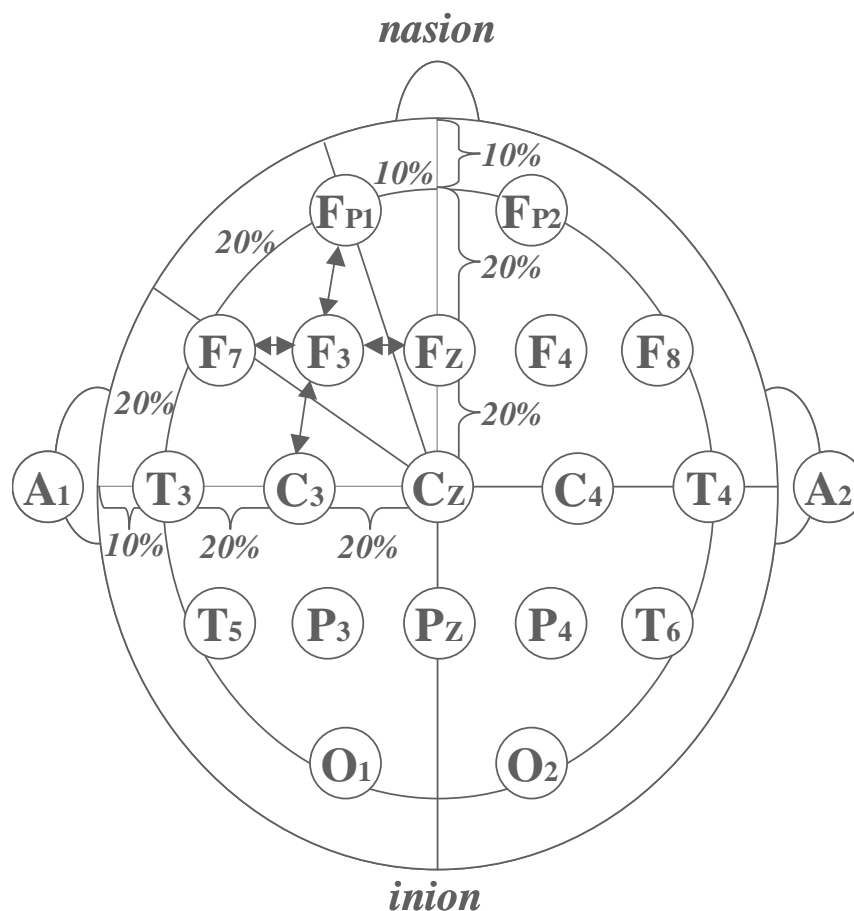 nasion
10%
10%
FP1 FP2
20%
20%
F7 F3 FZ F4 F8
20%
20%
A1 T3 C3 CZ C4 T4 A2
10% 20% 20%
T5 P3 PZ P4 T6
O1 O2
inion